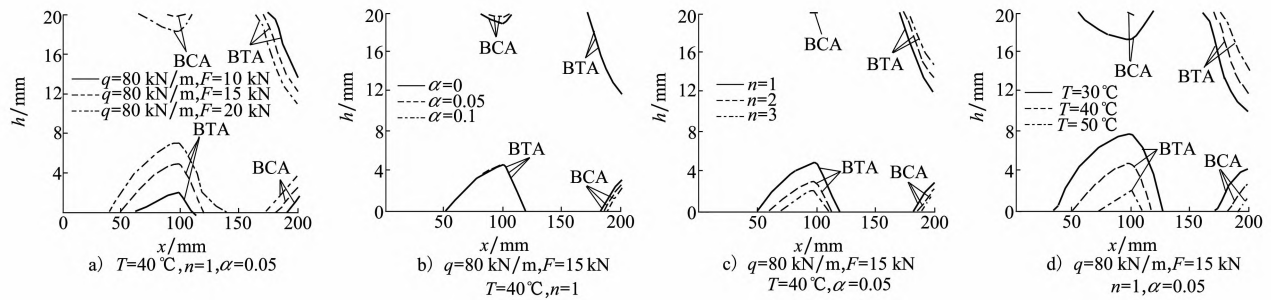 20
16
12
8
4
0
h/mm
BCA
BTA
q=80 kN/m,F=10 kN
q=80 kN/m,F=15 kN
q=80 kN/m,F=20 kN
BTA
BCA
0 50 100 150 200
x/mm
a) T=40℃,n=1,α=0.05
20
16
12
8
4
0
h/mm
BCA
BTA
α=0
α=0.05
α=0.1
BTA
BCA
50 100 150 200
x/mm
b) q=80 kN/m,F=15 kN
T=40℃,n=1
20
16
12
8
4
0
h/mm
BCA
BTA
n=1
n=2
n=3
BTA
BCA
50 100 150 200
x/mm
c) q=80 kN/m,F=15 kN
T=40℃,α=0.05
20
16
12
8
4
0
h/mm
BCA
BTA
T=30℃
T=40℃
T=50℃
BTA
BCA
50 100 150 200
x/mm
d) q=80 kN/m,F=15 kN
n=1,α=0.05